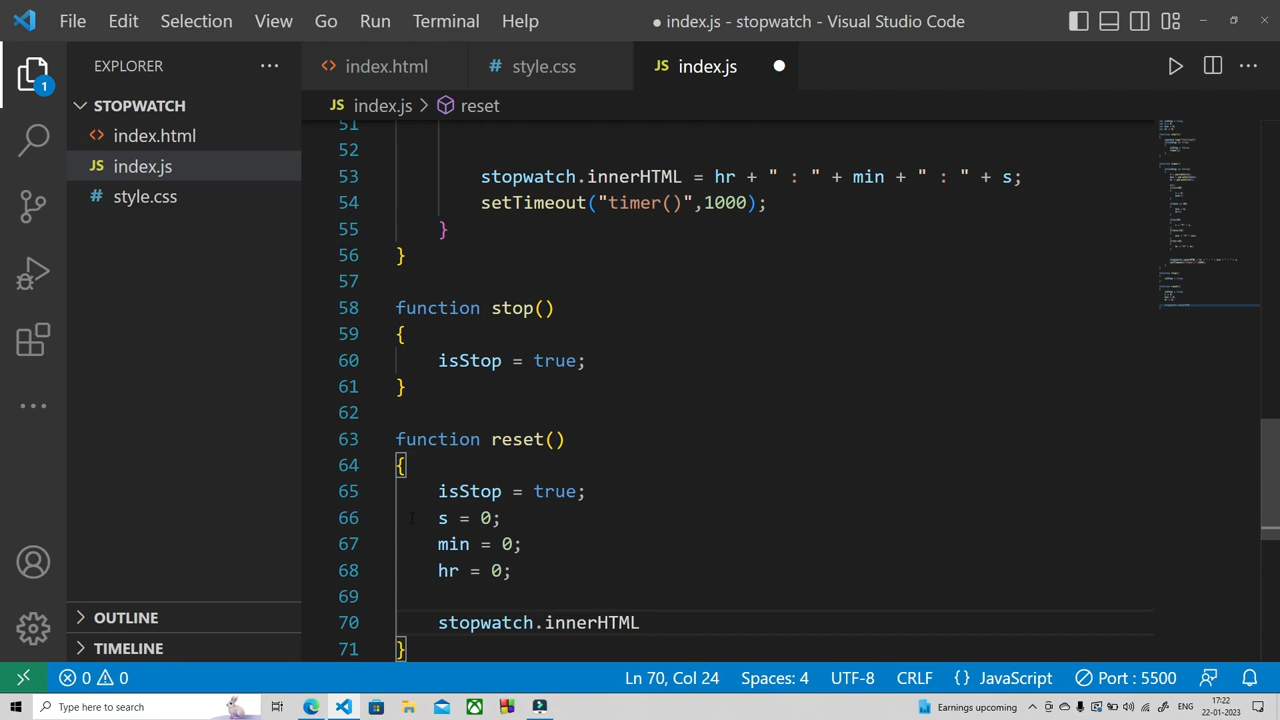 File Edit Selection View Go Run Terminal Help ● index.js - stopwatch - Visual Studio Code
EXPLORER ...
index.html
# style.css
JS index.js
1
STOPWATCH
JS index.js > reset
index.html
JS index.js
# style.css
51
52
53 stopwatch.innerHTML = hr + " : " + min + " : " + s;
54 setTimeout("timer()",1000);
55 }
56 }
57
58 function stop()
59 {
60 isStop = true;
61 }
62
63 function reset()
64 {
65 isStop = true;
66 s = 0;
67 min = 0;
68 hr = 0;
69
70 stopwatch.innerHTML
71 }
OUTLINE
TIMELINE
0 0 Ln 70, Col 24 Spaces: 4 UTF-8 CRLF {} JavaScript Port : 5500
Type here to search Earnings upcoming ENG 17:22
22-01-2023